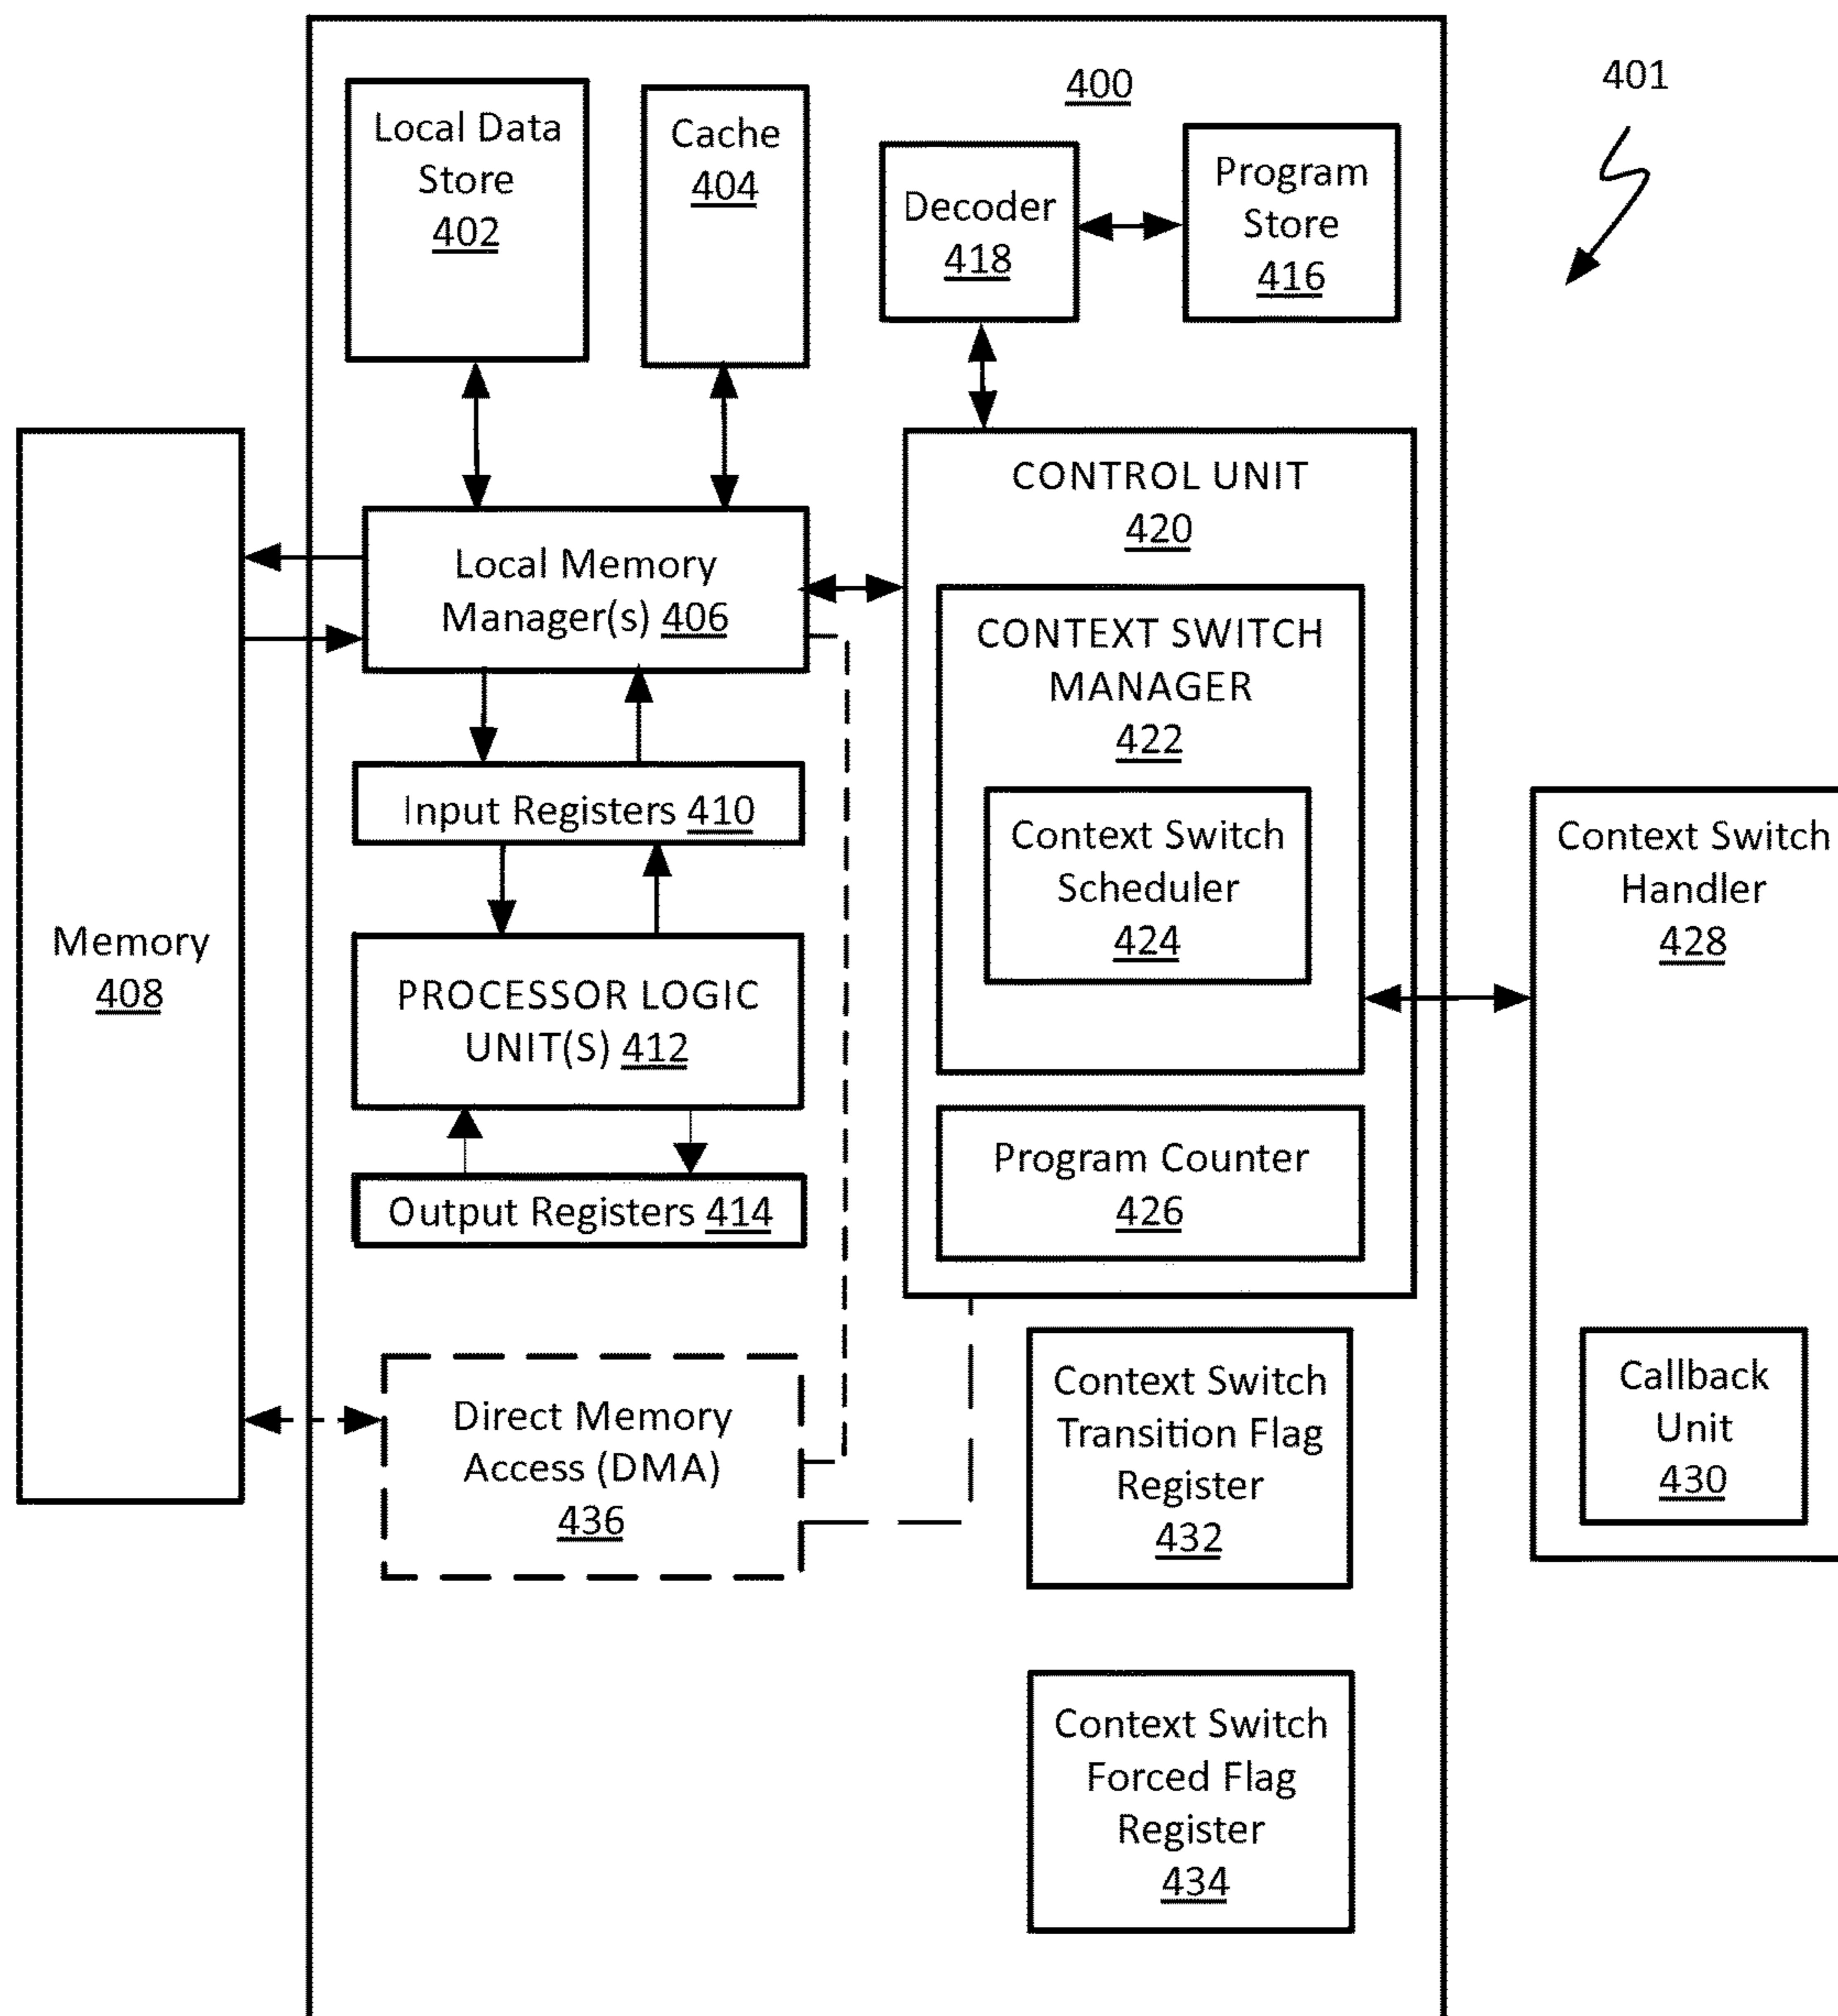 400
401
Local Data
Store
402
Cache
404
Decoder
418
Program
Store
416
Local Memory
Manager(s) 406
CONTROL UNIT
420
CONTEXT SWITCH
MANAGER
422
Context Switch
Scheduler
424
Program Counter
426
Memory
408
Input Registers 410
PROCESSOR LOGIC
UNIT(S) 412
Output Registers 414
Direct Memory
Access (DMA)
436
Context Switch
Transition Flag
Register
432
Context Switch
Forced Flag
Register
434
Context Switch
Handler
428
Callback
Unit
430